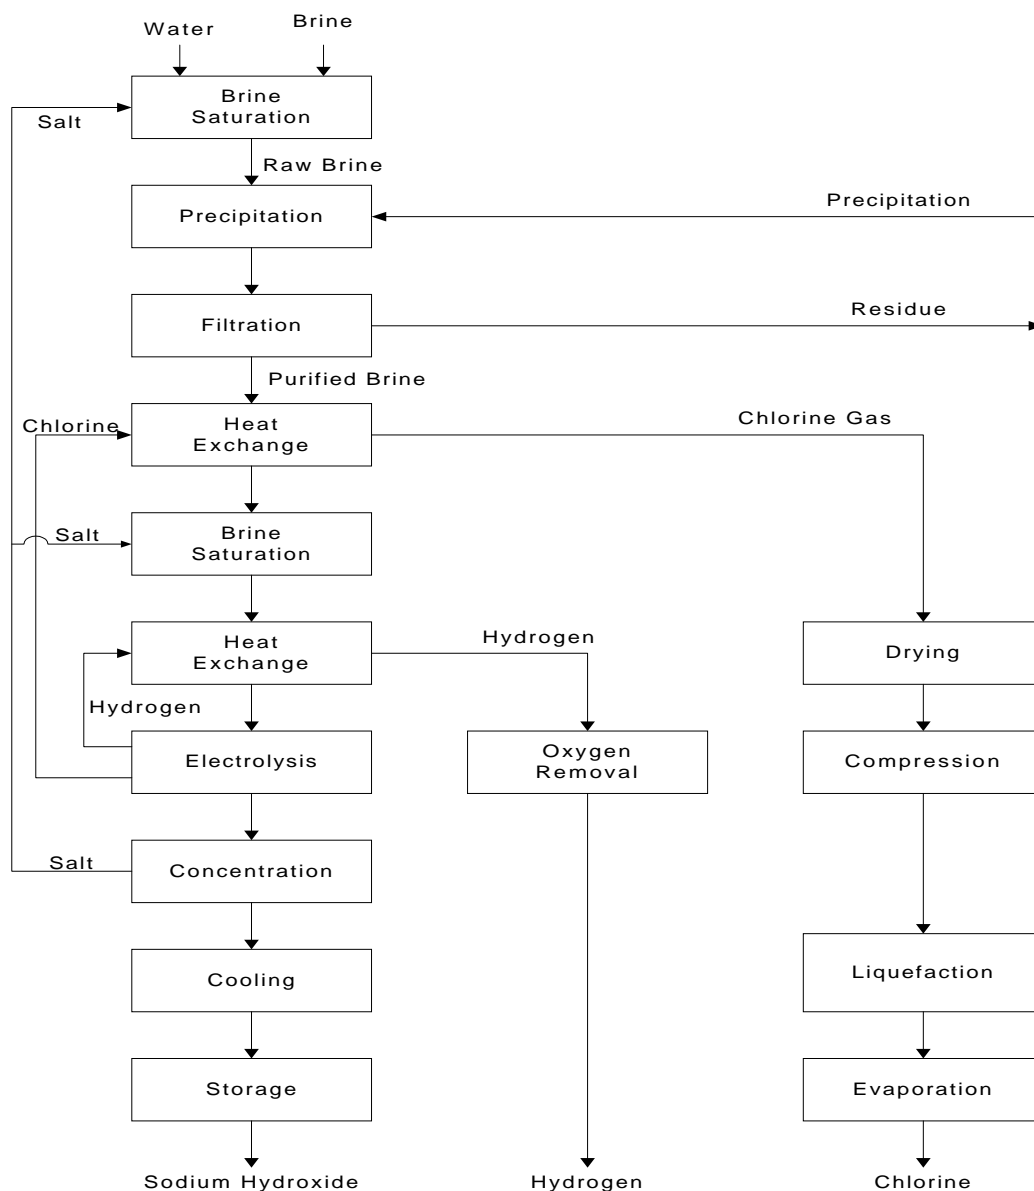 Water
Brine
Brine
Saturation
Salt
Raw Brine
Precipitation
Precipitation
Filtration
Residue
Purified Brine
Chlorine
Heat
Exchange
Chlorine Gas
Salt
Brine
Saturation
Heat
Exchange
Hydrogen
Drying
Hydrogen
Electrolysis
Oxygen
Removal
Compression
Salt
Concentration
Cooling
Liquefaction
Storage
Evaporation
Sodium Hydroxide
Hydrogen
Chlorine